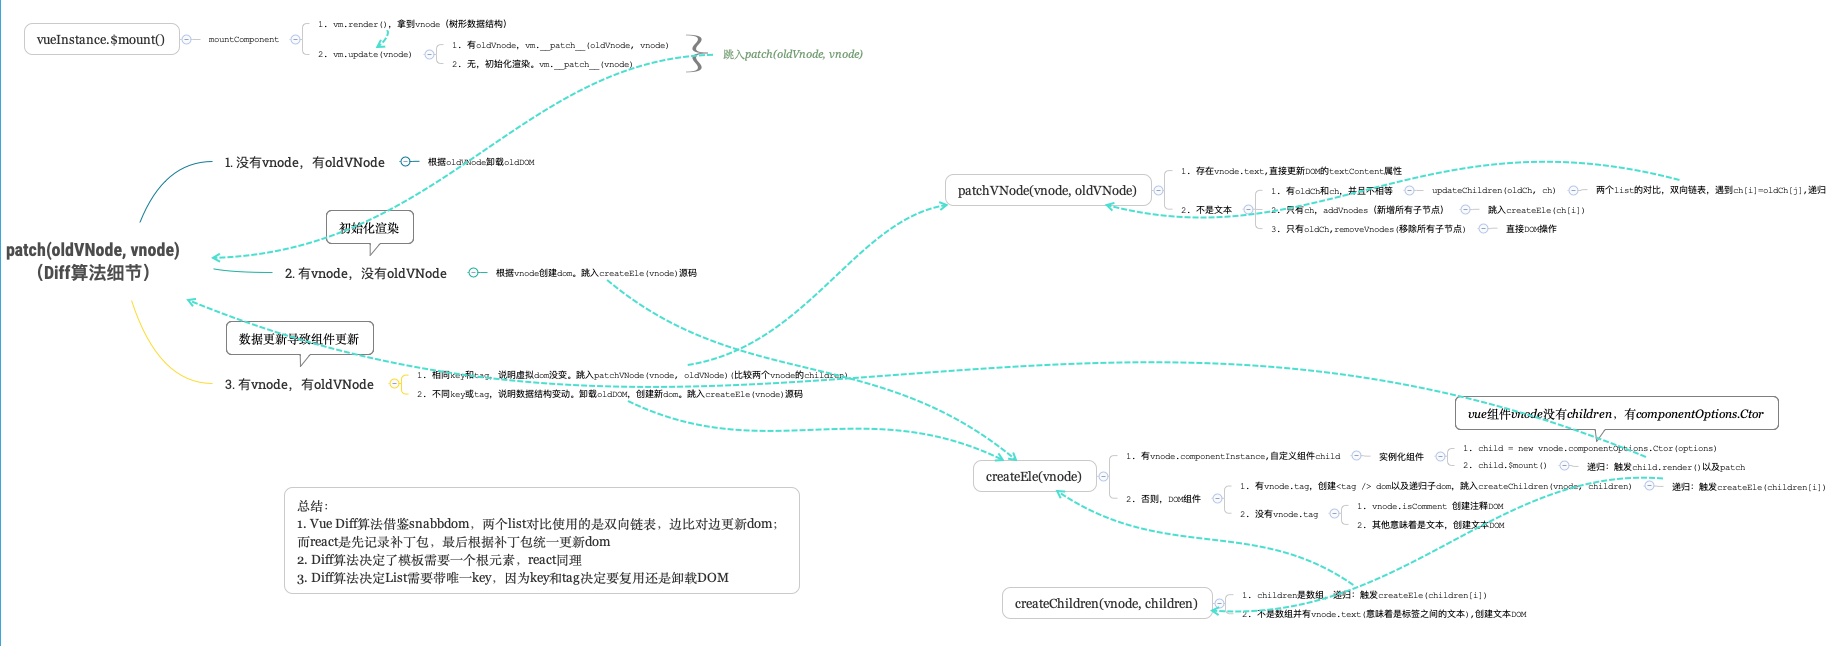 vueInstance.$mount()
mountComponent
1. vm.render(), 拿到vnode (树形数据结构)
2. vm.update(vnode)
1. 有oldVnode, vm.__patch__(oldVnode, vnode)
2. 无, 初始化渲染。vm.__patch__(vnode)
跳入patch(oldVnode, vnode)
patch(oldVNode, vnode)
（Diff算法细节）
1. 没有vnode，有oldVNode
根据oldVNode卸载oldDOM
初始化渲染
2. 有vnode，没有oldVNode
根据vnode创建dom。跳入createEle(vnode)源码
数据更新导致组件更新
3. 有vnode，有oldVNode
1. 相同key和tag, 说明虚拟dom没变。跳入patchVNode(vnode, oldVNode)(比较两个vnode的children)
2. 不同key或tag, 说明数据结构变动。卸载oldDOM, 创建新dom。跳入createEle(vnode)源码
patchVNode(vnode, oldVNode)
1. 存在vnode.text,直接更新DOM的textContent属性
2. 不是文本
1. 有oldCh和ch, 并且不相等
updateChildren(oldCh, ch)
两个list的对比, 双向链表, 遇到ch[i]=oldCh[j],递归
2. 只有ch, addVnodes (新增所有子节点)
跳入createEle(ch[i])
3. 只有oldCh,removeVnodes(移除所有子节点)
直接DOM操作
vue组件vnode没有children，有componentOptions.Ctor
createEle(vnode)
1. 有vnode.componentInstance,自定义组件child
实例化组件
1. child = new vnode.componentOptions.Ctor(options)
2. child.$mount()
递归: 触发child.render()以及patch
2. 否则, DOM组件
1. 有vnode.tag, 创建<tag /> dom以及递归子dom, 跳入createChildren(vnode, children)
递归: 触发createEle(children[i])
2. 没有vnode.tag
1. vnode.isComment 创建注释DOM
2. 其他意味着是文本, 创建文本DOM
createChildren(vnode, children)
1. children是数组, 递归: 触发createEle(children[i])
2. 不是数组并有vnode.text(意味着是标签之间的文本),创建文本DOM
总结：
1. Vue Diff算法借鉴snabbdom，两个list对比使用的是双向链表，边比对边更新dom；
而react是先记录补丁包，最后根据补丁包统一更新dom
2. Diff算法决定了模板需要一个根元素，react同理
3. Diff算法决定List需要带唯一key，因为key和tag决定要复用还是卸载DOM